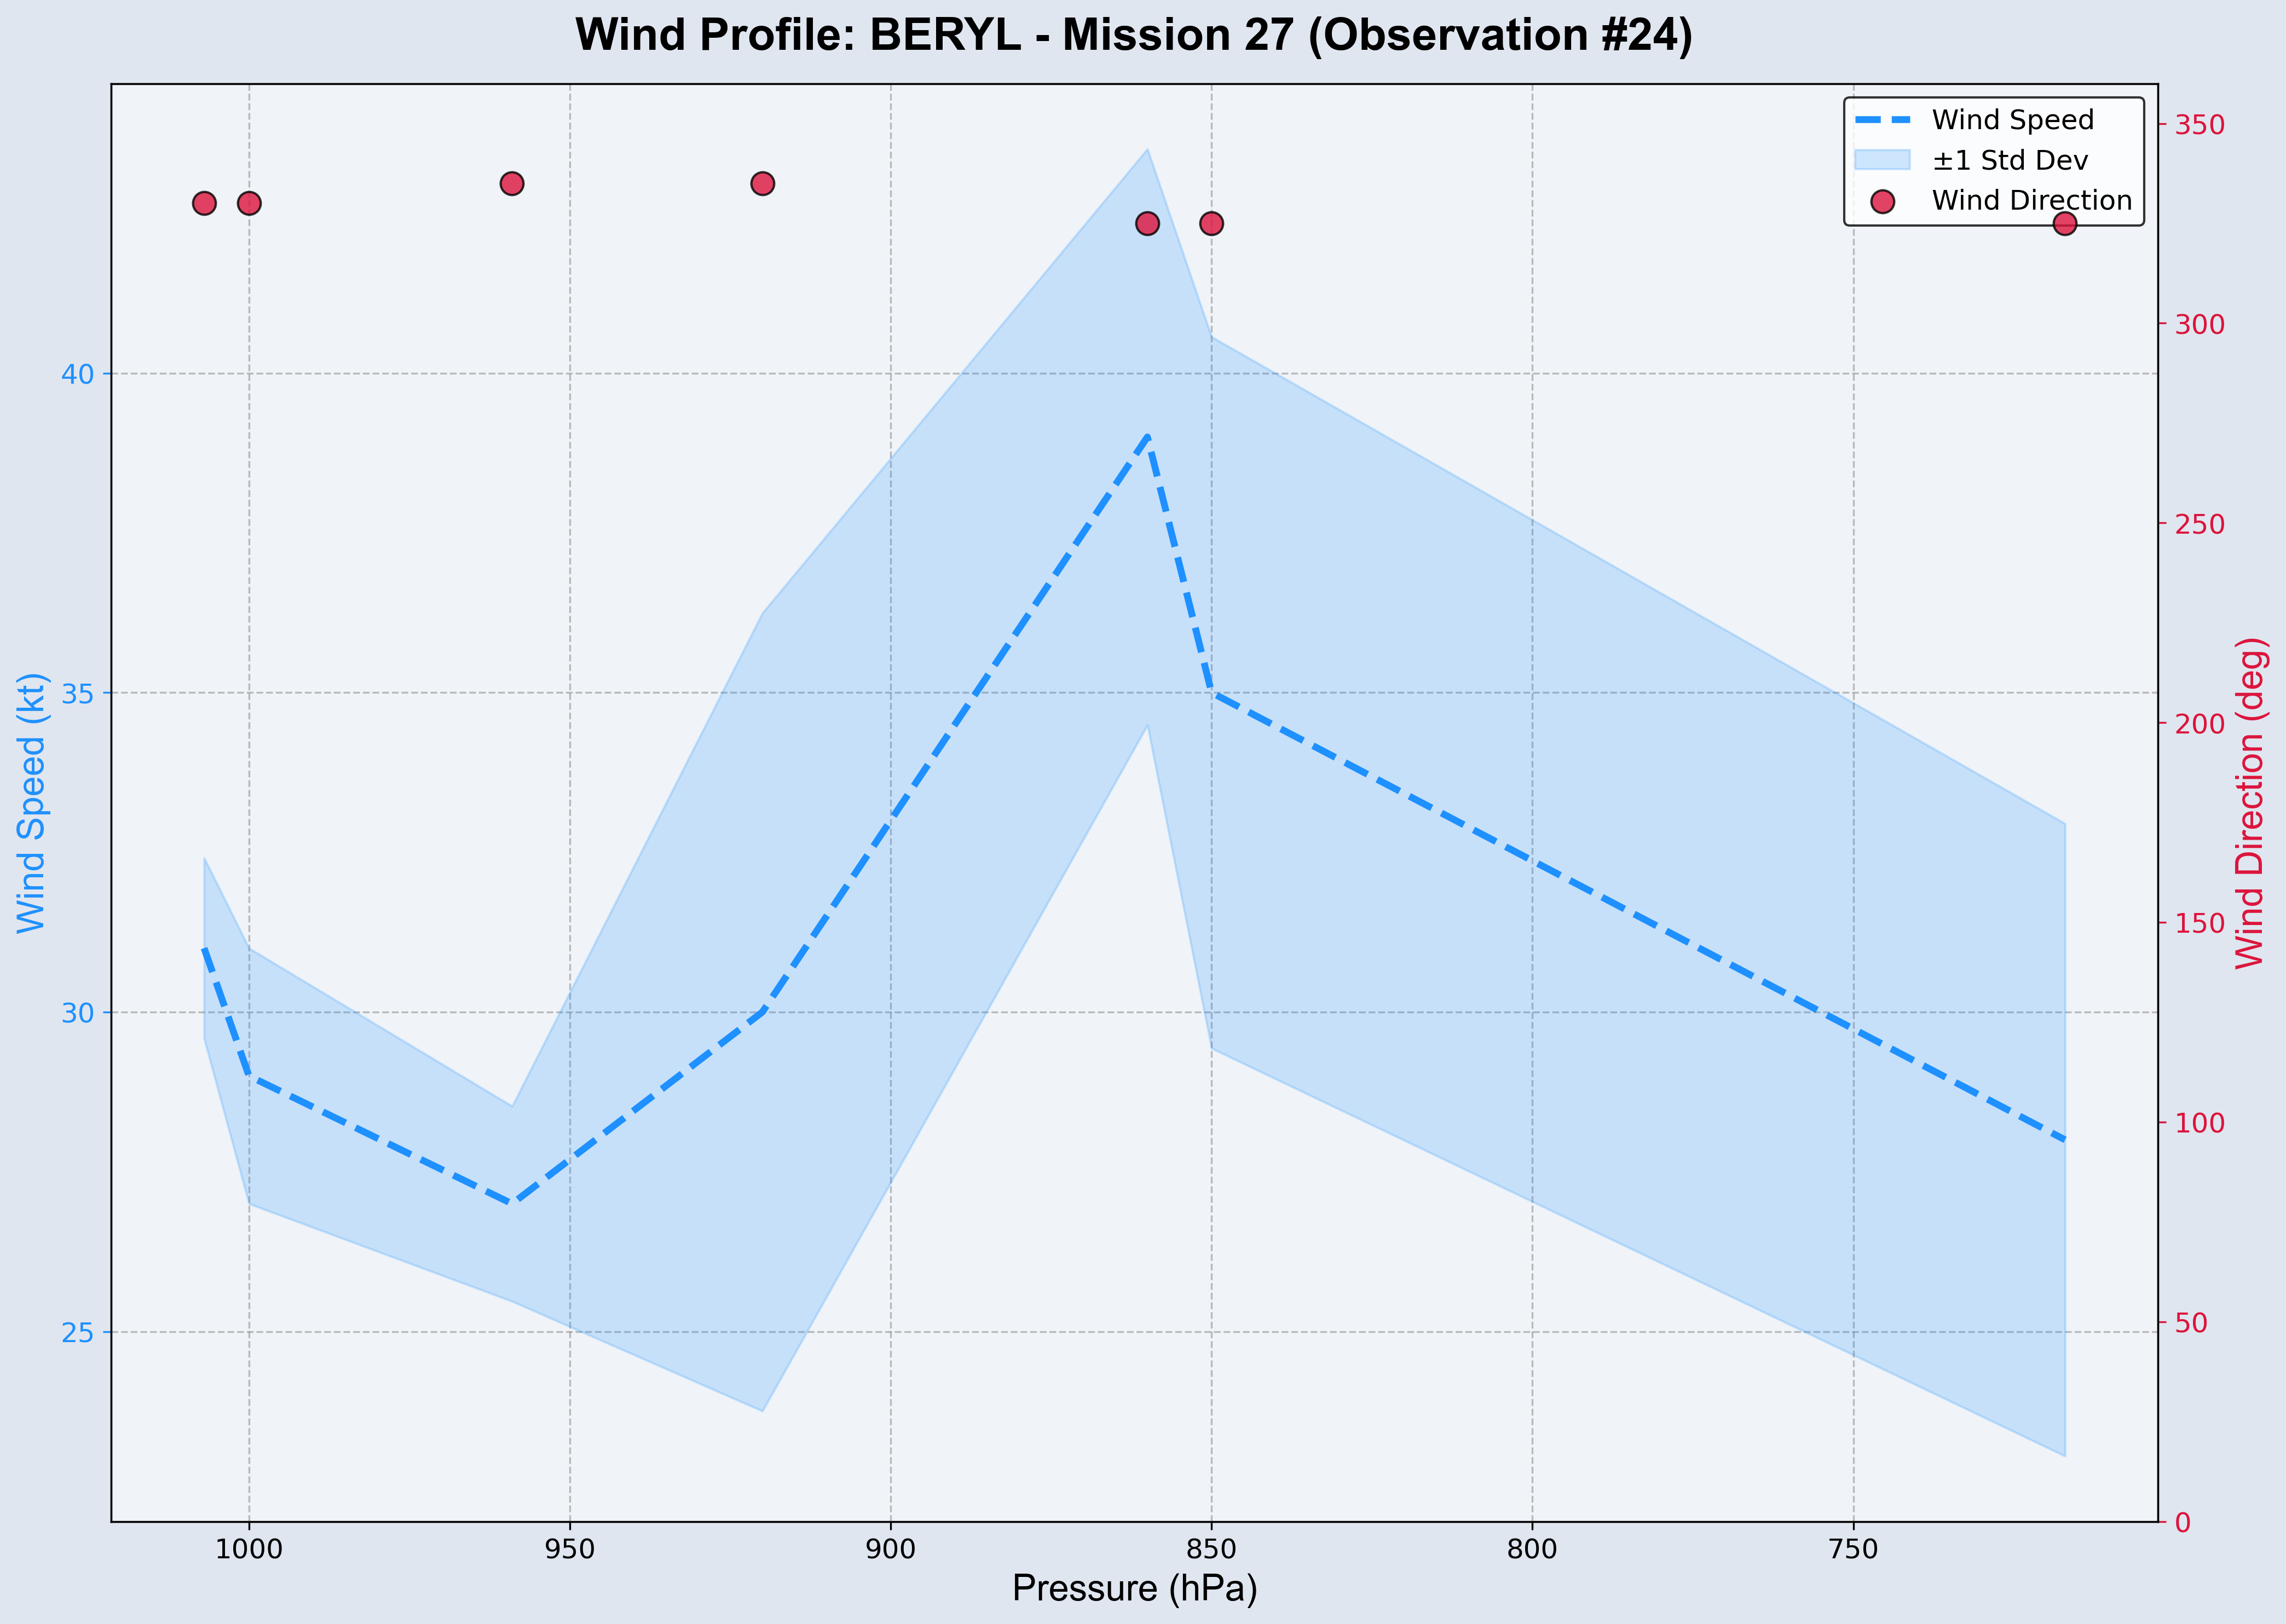 Wind Profile: BERYL - Mission 27 (Observation #24)
Wind Speed
±1 Std Dev
Wind Direction
Wind Speed (kt)
40
35
30
25
350
300
250
200
150
100
50
0
Wind Direction (deg)
1000 950 900 850 800 750
Pressure (hPa)